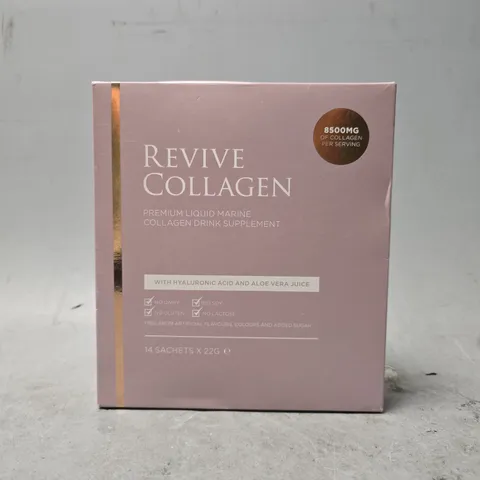 8500MG
OF COLLAGEN
PER SERVING
REVIVE
COLLAGEN
PREMIUM LIQUID MARINE
COLLAGEN DRINK SUPPLEMENT
WITH HYALURONIC ACID AND ALOE VERA JUICE
14 SACHETS X 22G ℮